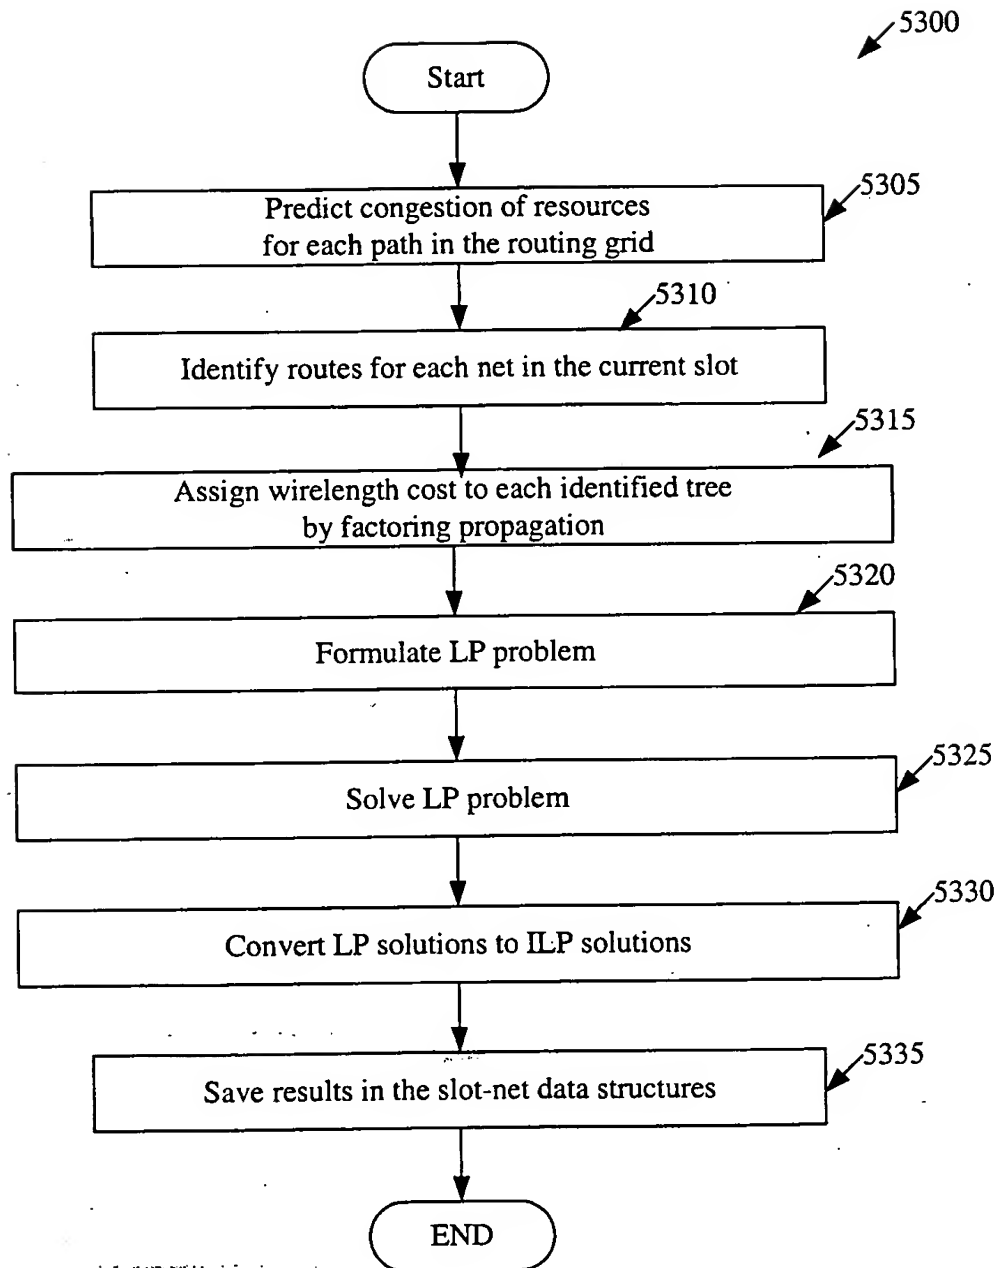 5300
Start
5305
Predict congestion of resources
for each path in the routing grid
5310
Identify routes for each net in the current slot
5315
Assign wirelength cost to each identified tree
by factoring propagation
5320
Formulate LP problem
5325
Solve LP problem
5330
Convert LP solutions to ILP solutions
5335
Save results in the slot-net data structures
END